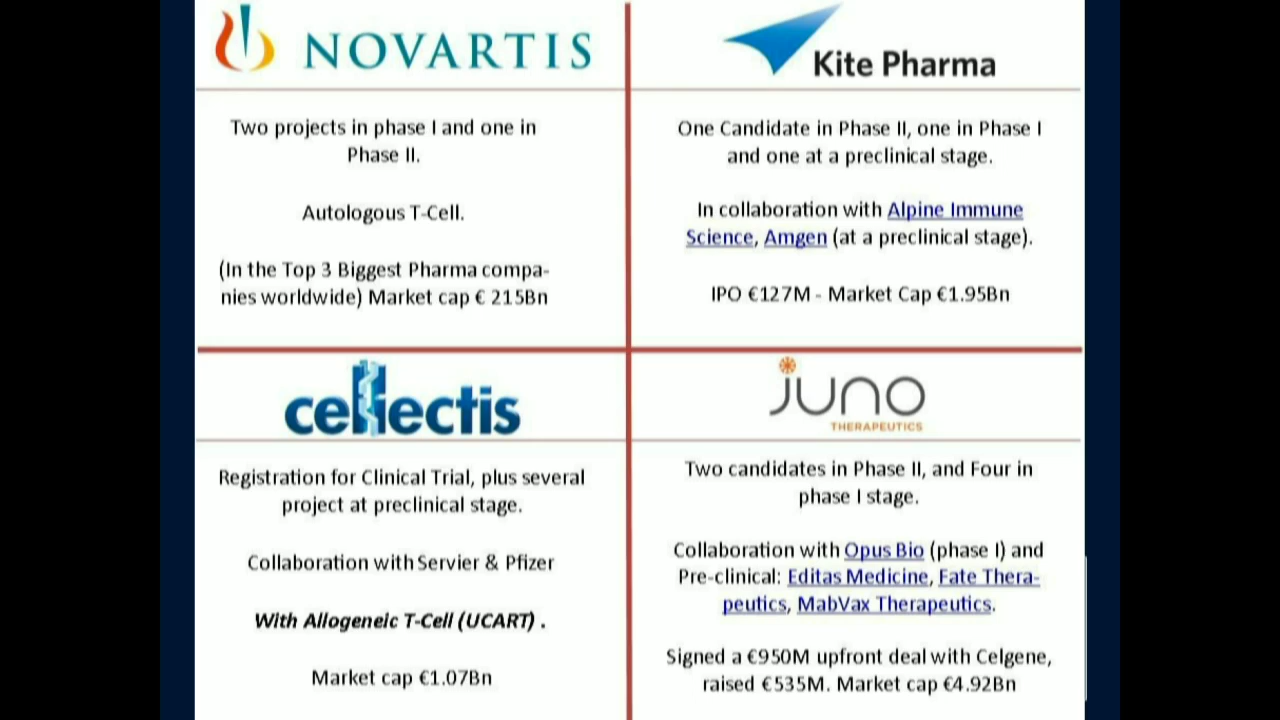 NOVARTIS
Two projects in phase I and one in
Phase II.
Autologous T-Cell.
(In the Top 3 Biggest Pharma compa-
nies worldwide) Market cap € 215Bn
Kite Pharma
One Candidate in Phase II, one in Phase I
and one at a preclinical stage.
In collaboration with Alpine Immune
Science, Amgen (at a preclinical stage).
IPO €127M - Market Cap €1.95Bn
cellectis
Registration for Clinical Trial, plus several
project at preclinical stage.
Collaboration with Servier & Pfizer
With Allogeneic T-Cell (UCART) .
Market cap €1.07Bn
juno
THERAPEUTICS
Two candidates in Phase II, and Four in
phase I stage.
Collaboration with Opus Bio (phase I) and
Pre-clinical: Editas Medicine, Fate Thera-
peutics, MabVax Therapeutics.
Signed a €950M upfront deal with Celgene,
raised €535M. Market cap €4.92Bn